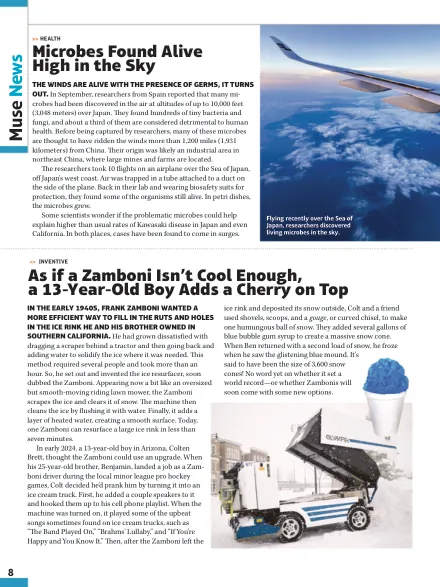 Muse News
>> HEALTH
Microbes Found Alive
High in the Sky
THE WINDS ARE ALIVE WITH THE PRESENCE OF GERMS, IT TURNS
OUT. In September, researchers from Spain reported that many mi-
crobes had been discovered in the air at altitudes of up to 10,000 feet
(3,048 meters) over Japan. They found hundreds of tiny bacteria and
fungi, and about a third of them are considered detrimental to human
health. Before being captured by researchers, many of these microbes
are thought to have ridden the winds more than 1,200 miles (1,931
kilometers) from China. Their origin was likely an industrial area in
northeast China, where large mines and farms are located.
The researchers took 10 flights on an airplane over the Sea of Japan,
off Japan's west coast. Air was trapped in a tube attached to a duct on
the side of the plane. Back in their lab and wearing biosafety suits for
protection, they found some of the organisms still alive. In petri dishes,
the microbes grew.
Some scientists wonder if the problematic microbes could help
explain higher than usual rates of Kawasaki disease in Japan and even
California. In both places, cases have been found to come in surges.
Flying recently over the Sea of
Japan, researchers discovered
living microbes in the sky.
>> INVENTIVE
As if a Zamboni Isn't Cool Enough,
a 13-Year-Old Boy Adds a Cherry on Top
IN THE EARLY 1940S, FRANK ZAMBONI WANTED A
MORE EFFICIENT WAY TO FILL IN THE RUTS AND HOLES
IN THE ICE RINK HE AND HIS BROTHER OWNED IN
SOUTHERN CALIFORNIA. He had grown dissatisfied with
dragging a scraper behind a tractor and then going back and
adding water to solidify the ice where it was needed. This
method required several people and took more than an
hour. So, he set out and invented the ice resurfacer, soon
dubbed the Zamboni. Appearing now a bit like an oversized
but smooth-moving riding lawn mower, the Zamboni
scrapes the ice and clears it of snow. The machine then
cleans the ice by flushing it with water. Finally, it adds a
layer of heated water, creating a smooth surface. Today,
one Zamboni can resurface a large ice rink in less than
seven minutes.
In early 2024, a 13-year-old boy in Arizona, Colten
Brett, thought the Zamboni could use an upgrade. When
his 25-year-old brother, Benjamin, landed a job as a Zam-
boni driver during the local minor league pro hockey
games, Colt decided he'd prank him by turning it into an
ice cream truck. First, he added a couple speakers to it
and hooked them up to his cell phone playlist. When the
machine was turned on, it played some of the upbeat
songs sometimes found on ice cream trucks, such as
"The Band Played On," "Brahms' Lullaby," and "If You're
Happy and You Know It." Then, after the Zamboni left the
ice rink and deposited its snow outside, Colt and a friend
used shovels, scoops, and a gouge, or curved chisel, to make
one humungous ball of snow. They added several gallons of
blue bubble gum syrup to create a massive snow cone.
When Ben returned with a second load of snow, he froze
when he saw the glistening blue mound. It's
said to have been the size of 3,600 snow
cones! No word yet on whether it set a
world record—or whether Zambonis will
soon come with some new options.
8